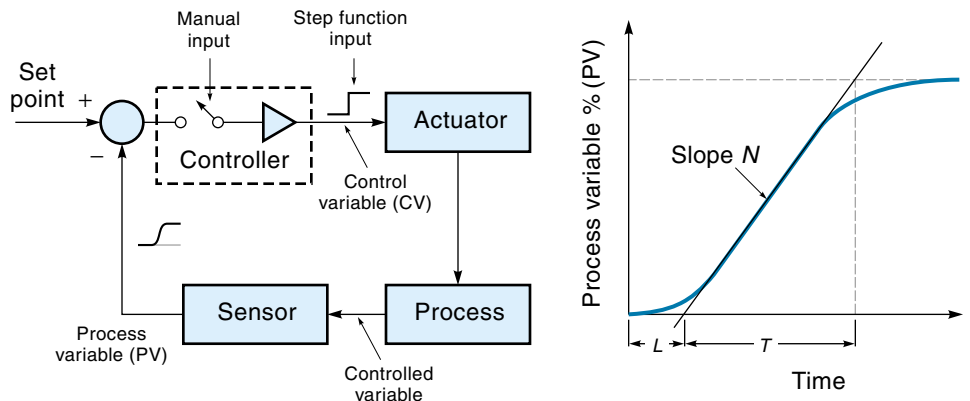 Manual
input
Step function
input
Set
point
+
−
Controller
Actuator
Control
variable (CV)
Sensor
Process
Process
variable (PV)
Controlled
variable
Process variable % (PV)
Slope N
L
T
Time